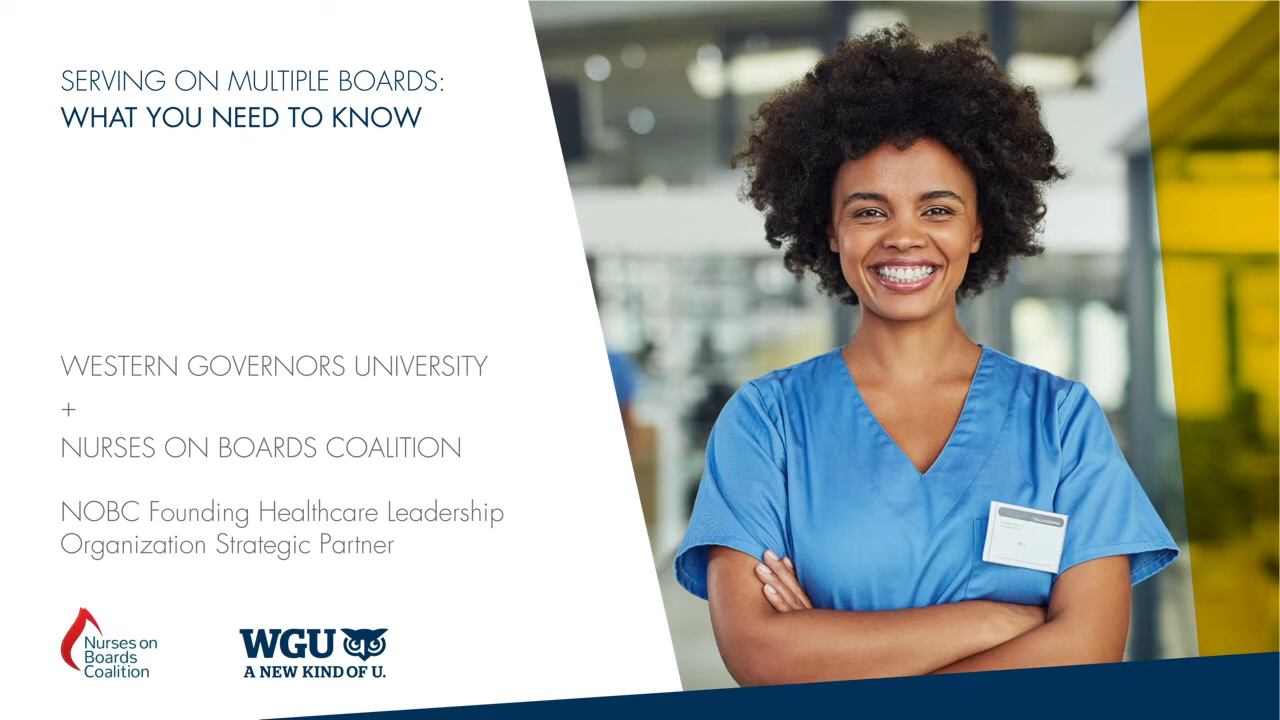 SERVING ON MULTIPLE BOARDS:
WHAT YOU NEED TO KNOW
WESTERN GOVERNORS UNIVERSITY
+
NURSES ON BOARDS COALITION
NOBC Founding Healthcare Leadership
Organization Strategic Partner
Nurses on
Boards
Coalition
WGU
A NEW KIND OF U.